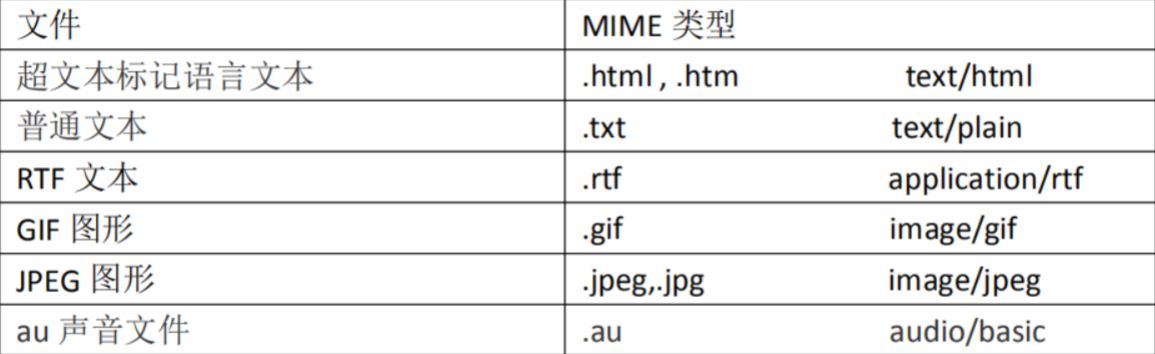 文件 MIME 类型
超文本标记语言文本 .html , .htm text/html
普通文本 .txt text/plain
RTF 文本 .rtf application/rtf
GIF 图形 .gif image/gif
JPEG 图形 .jpeg,.jpg image/jpeg
au 声音文件 .au audio/basic